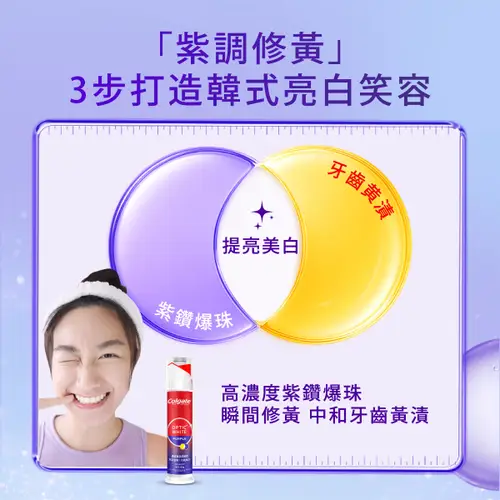 「紫調修黃」
3步打造韓式亮白笑容
牙齒黃漬
提亮美白
紫鑽爆珠
高濃度紫鑽爆珠
瞬間修黃 中和牙齒黃漬
Colgate
OPTIC
WHITE
PURPLE